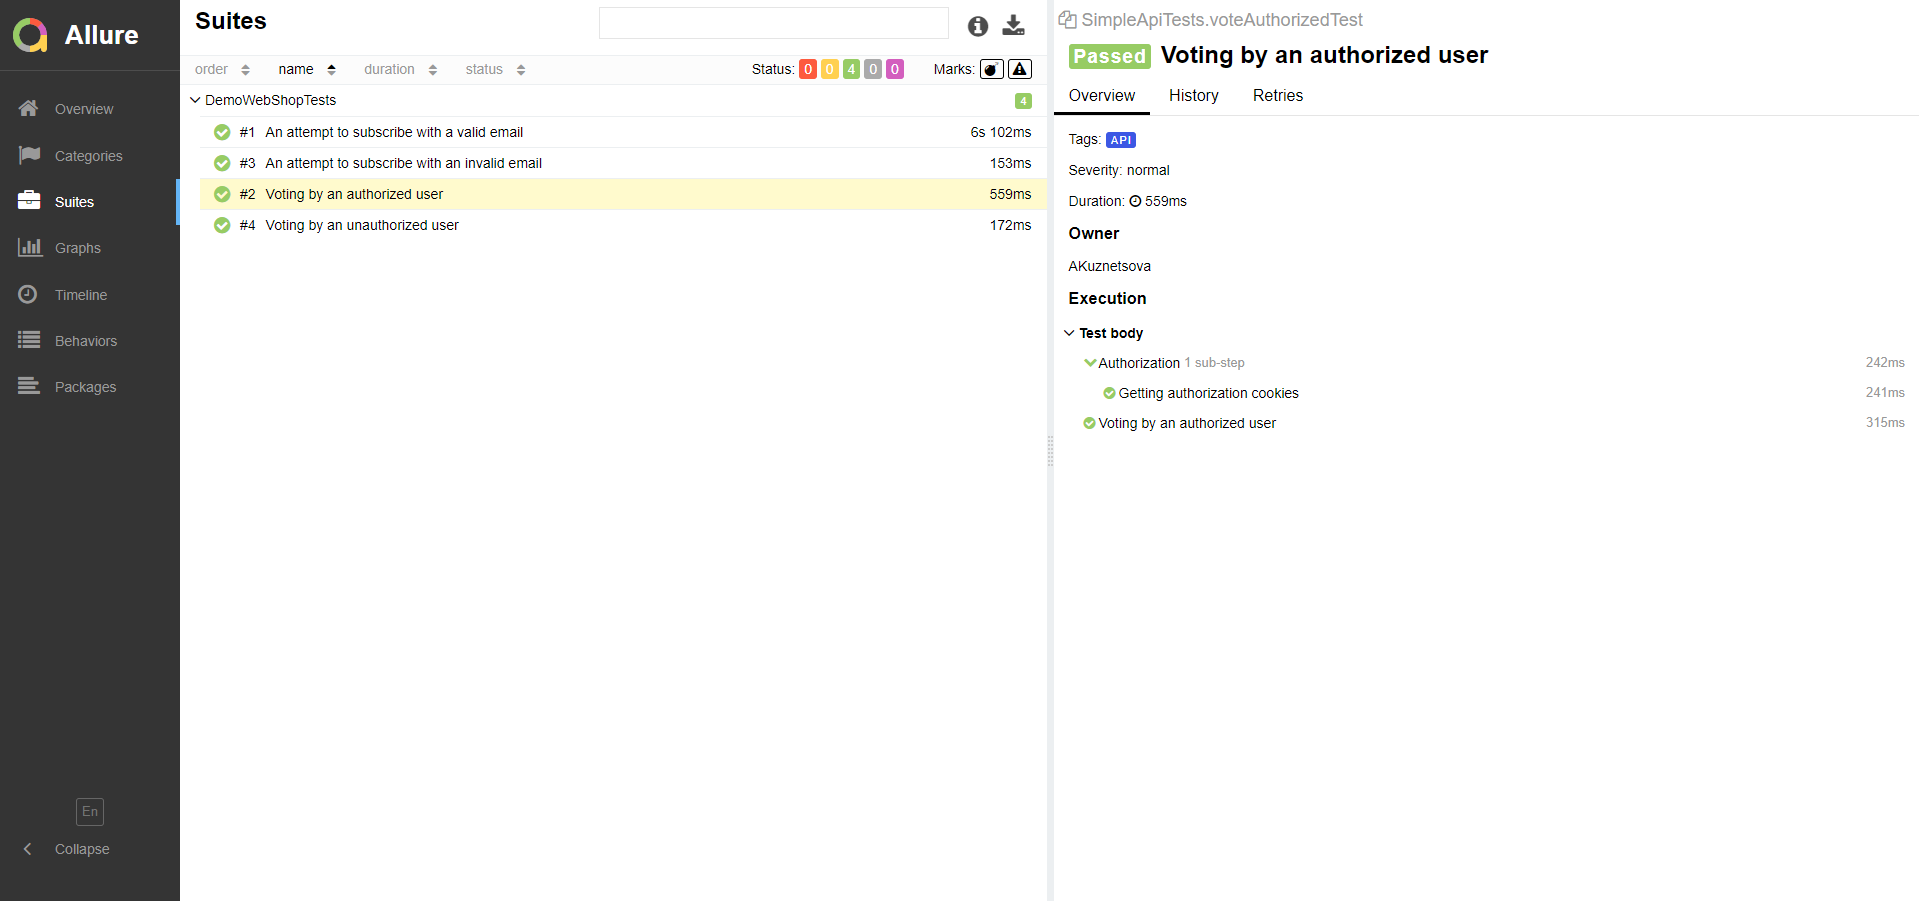 Allure
Overview
Categories
Suites
Graphs
Timeline
Behaviors
Packages
En
Collapse
Suites
order name duration status Status: 0 0 4 0 0 Marks:
DemoWebShopTests 4
#1 An attempt to subscribe with a valid email 6s 102ms
#3 An attempt to subscribe with an invalid email 153ms
#2 Voting by an authorized user 559ms
#4 Voting by an unauthorized user 172ms
SimpleApiTests.voteAuthorizedTest
Passed Voting by an authorized user
Overview History Retries
Tags: API
Severity: normal
Duration: 559ms
Owner
AKuznetsova
Execution
Test body
Authorization 1 sub-step 242ms
Getting authorization cookies 241ms
Voting by an authorized user 315ms